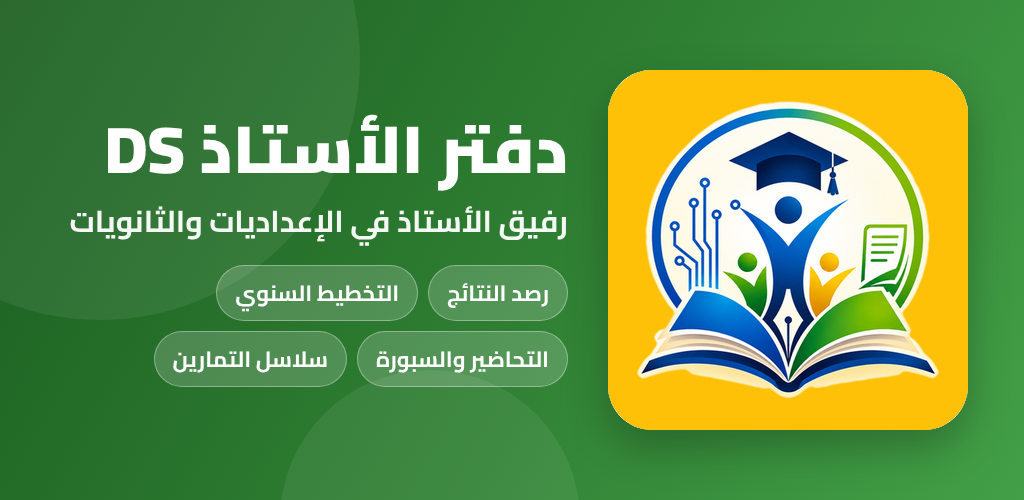 دفتر الأستاذ DS
رفيق الأستاذ في الإعداديات والثانويات
رصد النتائج
التخطيط السنوي
التحاضير والسبورة
سلاسل التمارين